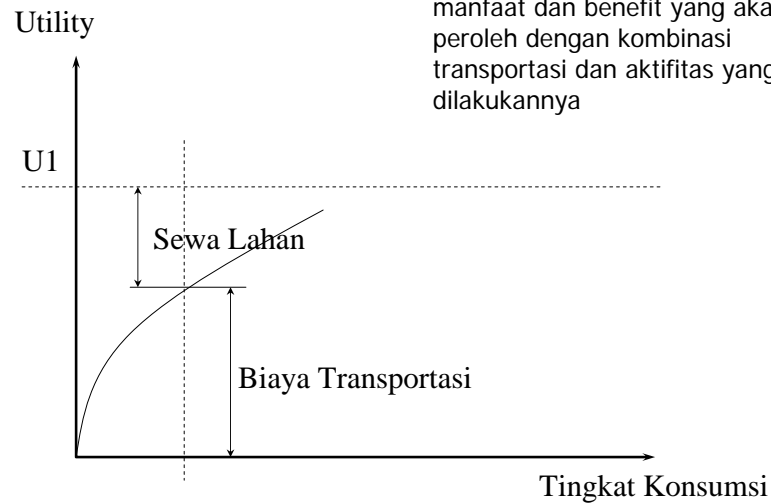 manfaat dan benefit yang
peroleh dengan kombinasi
transportasi dan aktifitas yang
dilakukannya
Utility
U1
Sewa Lahan
Biaya Transportasi
Tingkat Konsumsi